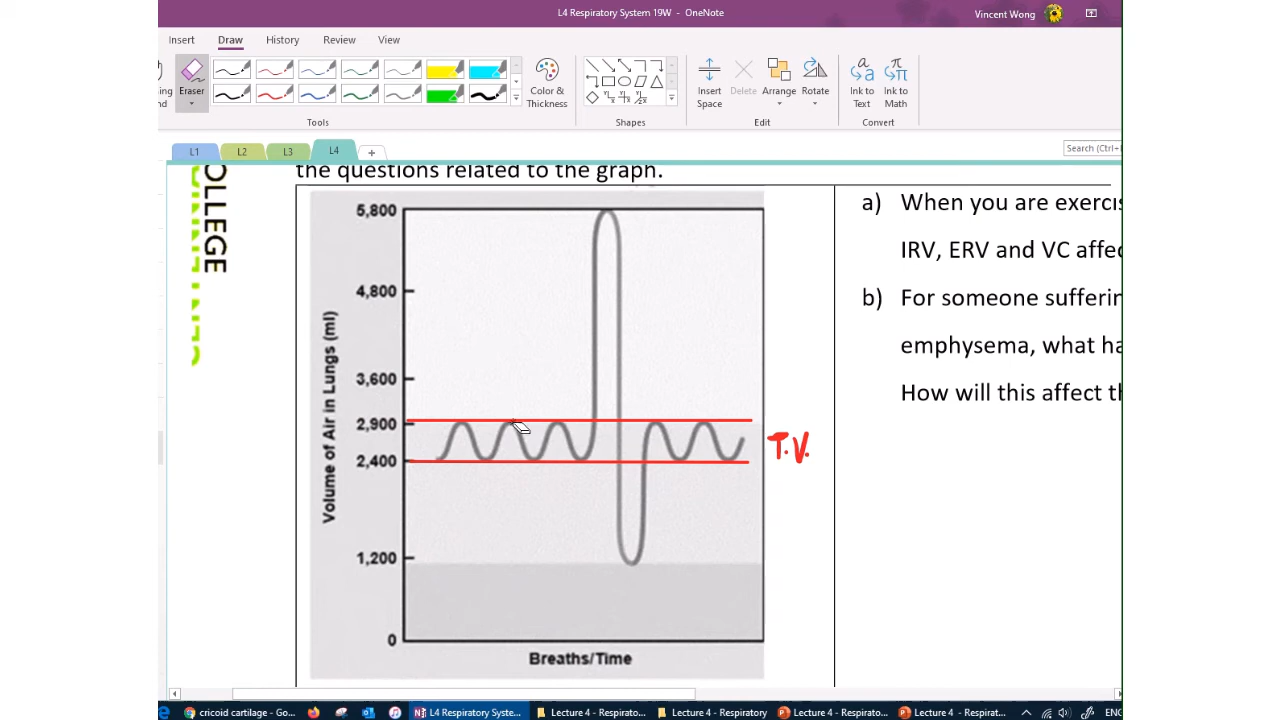 L4 Respiratory System 19W - OneNote
Vincent Wong
Insert Draw History Review View
Eraser
Color & Thickness
Insert Space
Delete
Arrange
Rotate
Ink to Text
Ink to Math
Tools
Shapes
Edit
Convert
L1 L2 L3 L4
Search (Ctrl+
the questions related to the graph.
OLLEGE
5,800
4,800
3,600
2,900
2,400
1,200
0
Volume of Air in Lungs (ml)
Breaths/Time
T.V.
a) When you are exercis
IRV, ERV and VC affec
b) For someone sufferin
emphysema, what ha
How will this affect th
cricoid cartilage - Go...
L4 Respiratory Syste...
Lecture 4 - Respirato...
Lecture 4 - Respiratory
Lecture 4 - Respirato...
Lecture 4 - Respirat...
ENG